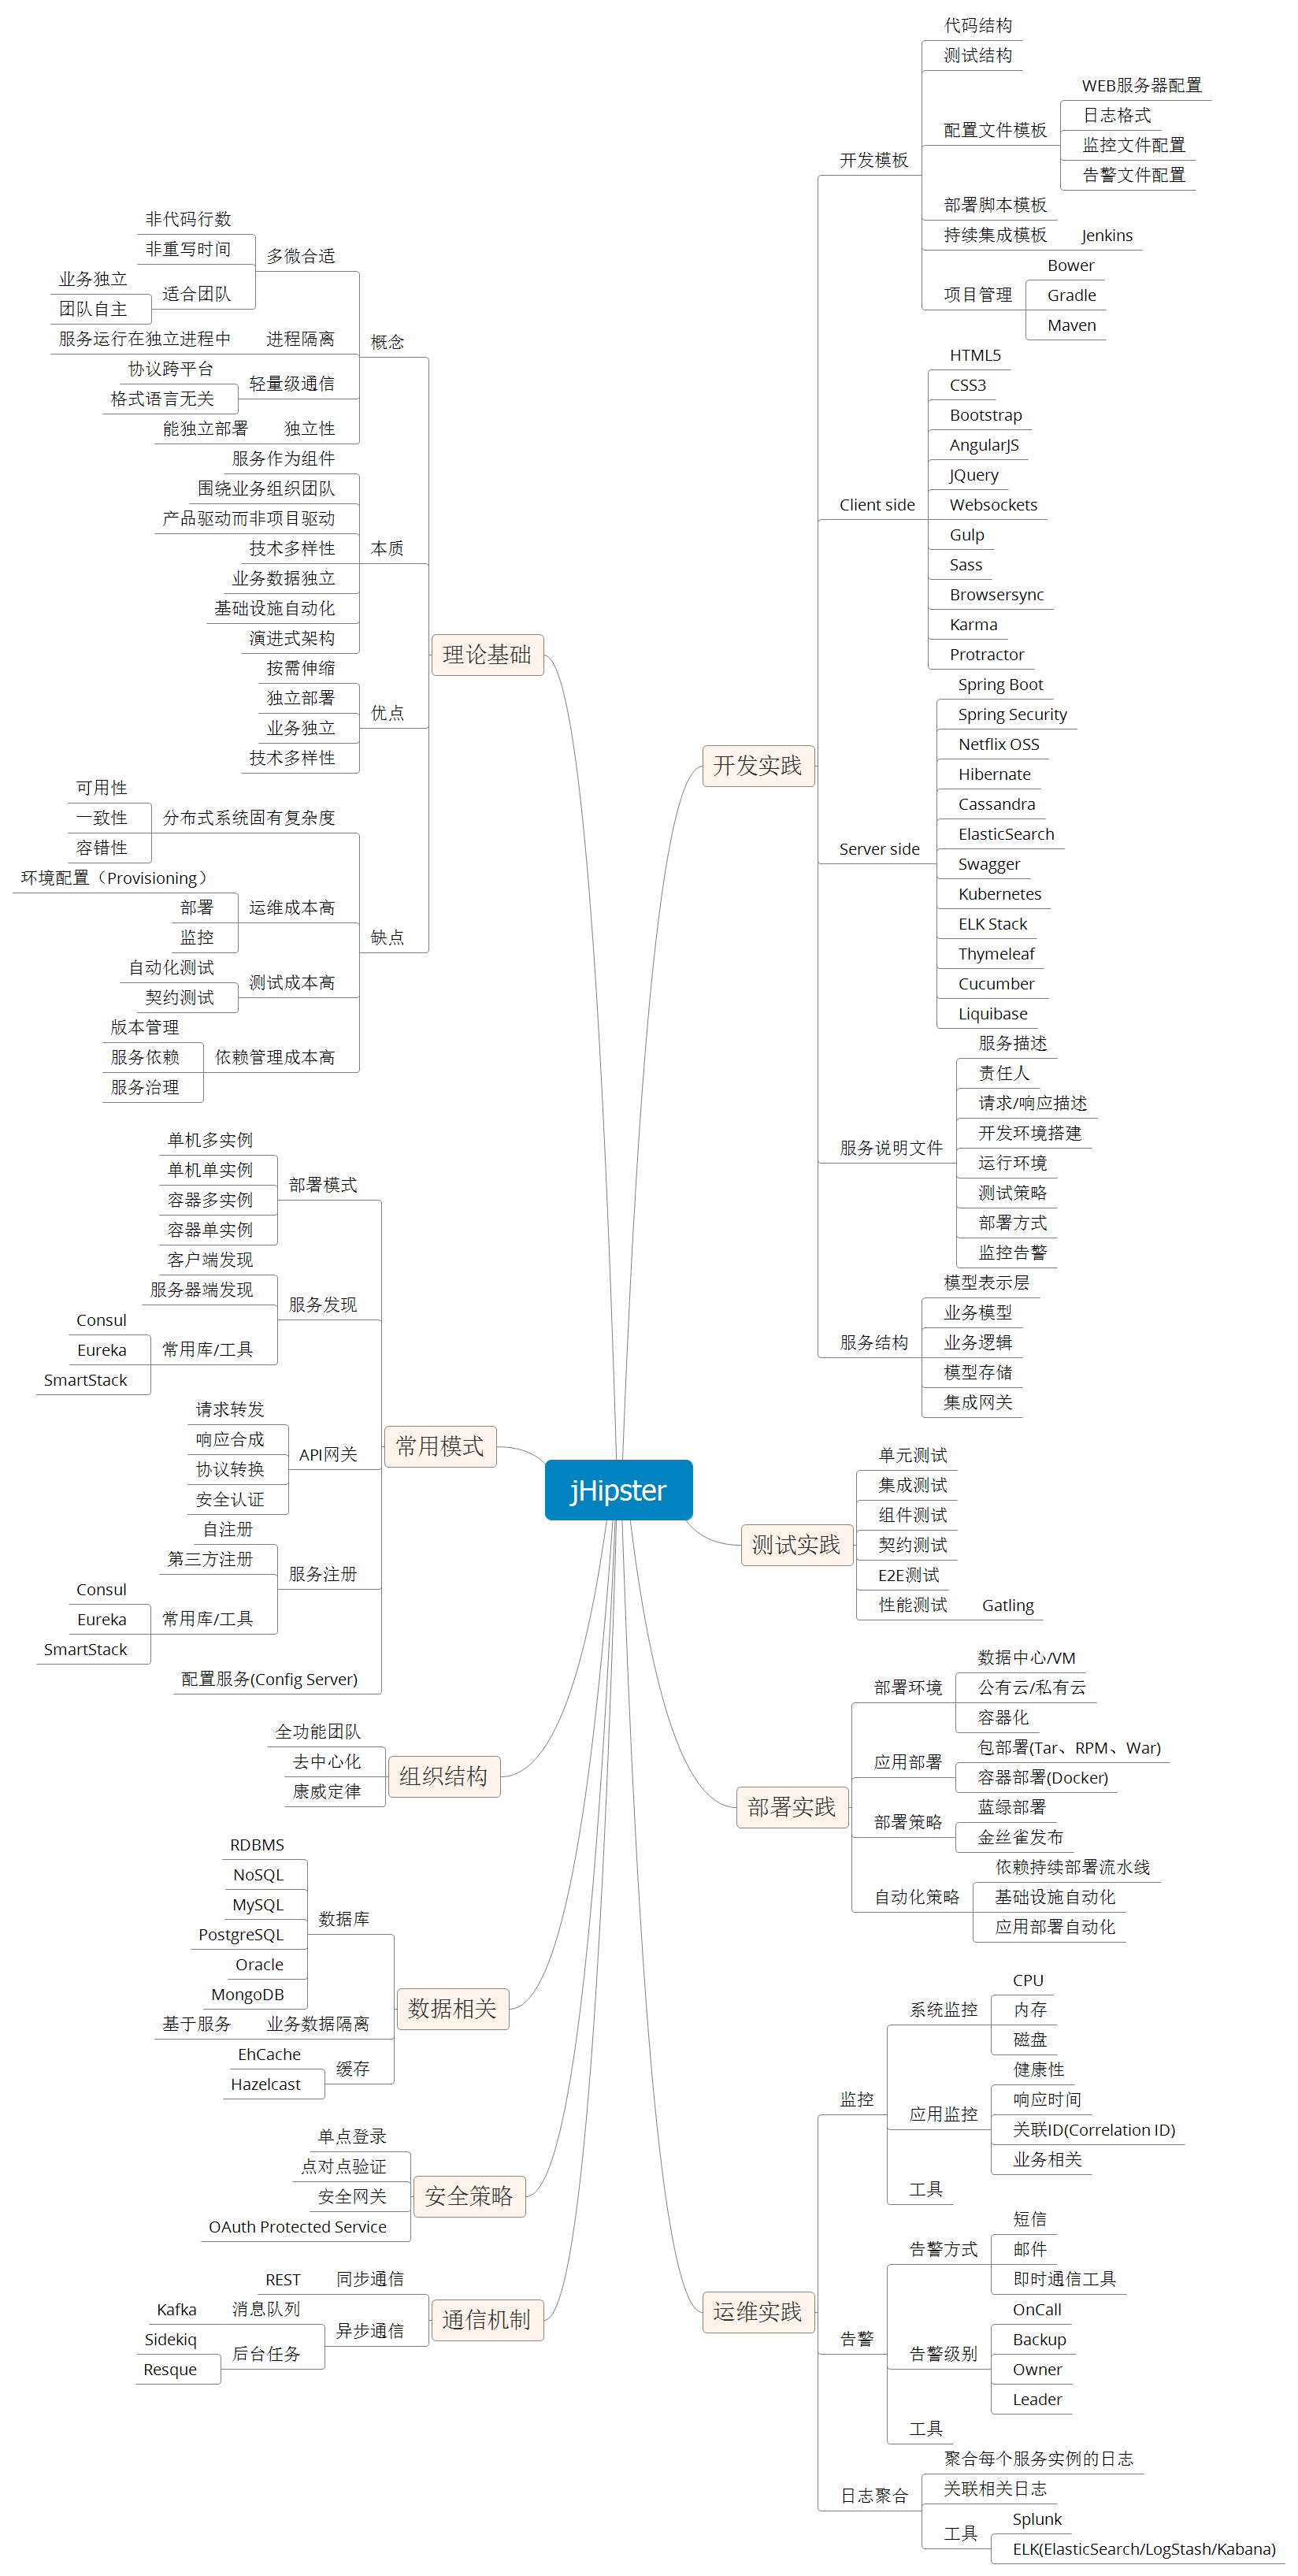 jHipster
开发实践
开发模板
代码结构
测试结构
配置文件模板
WEB服务器配置
日志格式
监控文件配置
告警文件配置
部署脚本模板
持续集成模板
Jenkins
项目管理
Bower
Gradle
Maven
Client side
HTML5
CSS3
Bootstrap
AngularJS
JQuery
Websockets
Gulp
Sass
Browsersync
Karma
Protractor
Server side
Spring Boot
Spring Security
Netflix OSS
Hibernate
Cassandra
ElasticSearch
Swagger
Kubernetes
ELK Stack
Thymeleaf
Cucumber
Liquibase
服务说明文件
服务描述
责任人
请求/响应描述
开发环境搭建
运行环境
测试策略
部署方式
监控告警
服务结构
模型表示层
业务模型
业务逻辑
模型存储
集成网关
测试实践
单元测试
集成测试
组件测试
契约测试
E2E测试
性能测试
Gatling
部署实践
部署环境
数据中心/VM
公有云/私有云
容器化
应用部署
包部署(Tar、RPM、War)
容器部署(Docker)
部署策略
蓝绿部署
金丝雀发布
自动化策略
依赖持续部署流水线
基础设施自动化
应用部署自动化
运维实践
监控
系统监控
CPU
内存
磁盘
应用监控
健康性
响应时间
关联ID(Correlation ID)
业务相关
工具
告警
告警方式
短信
邮件
即时通信工具
告警级别
OnCall
Backup
Owner
Leader
工具
日志聚合
聚合每个服务实例的日志
关联相关日志
工具
Splunk
ELK(ElasticSearch/LogStash/Kabana)
理论基础
概念
多微合适
非代码行数
非重写时间
适合团队
业务独立
团队自主
进程隔离
服务运行在独立进程中
轻量级通信
协议跨平台
格式语言无关
独立性
能独立部署
本质
服务作为组件
围绕业务组织团队
产品驱动而非项目驱动
技术多样性
业务数据独立
基础设施自动化
演进式架构
优点
按需伸缩
独立部署
业务独立
技术多样性
缺点
分布式系统固有复杂度
可用性
一致性
容错性
运维成本高
环境配置（Provisioning）
部署
监控
测试成本高
自动化测试
契约测试
依赖管理成本高
版本管理
服务依赖
服务治理
常用模式
部署模式
单机多实例
单机单实例
容器多实例
容器单实例
服务发现
客户端发现
服务器端发现
常用库/工具
Consul
Eureka
SmartStack
API网关
请求转发
响应合成
协议转换
安全认证
服务注册
自注册
第三方注册
常用库/工具
Consul
Eureka
SmartStack
配置服务(Config Server)
组织结构
全功能团队
去中心化
康威定律
数据相关
数据库
RDBMS
NoSQL
MySQL
PostgreSQL
Oracle
MongoDB
业务数据隔离
基于服务
缓存
EhCache
Hazelcast
安全策略
单点登录
点对点验证
安全网关
OAuth Protected Service
通信机制
同步通信
REST
异步通信
消息队列
Kafka
后台任务
Sidekiq
Resque